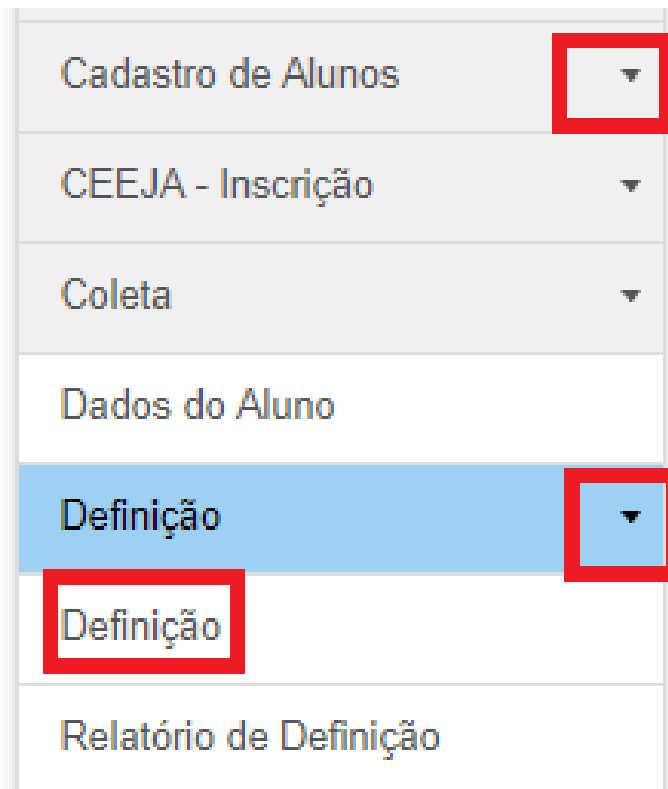 Cadastro de Alunos
CEEJA - Inscrição
Coleta
Dados do Aluno
Definição
Definição
Relatório de Definição